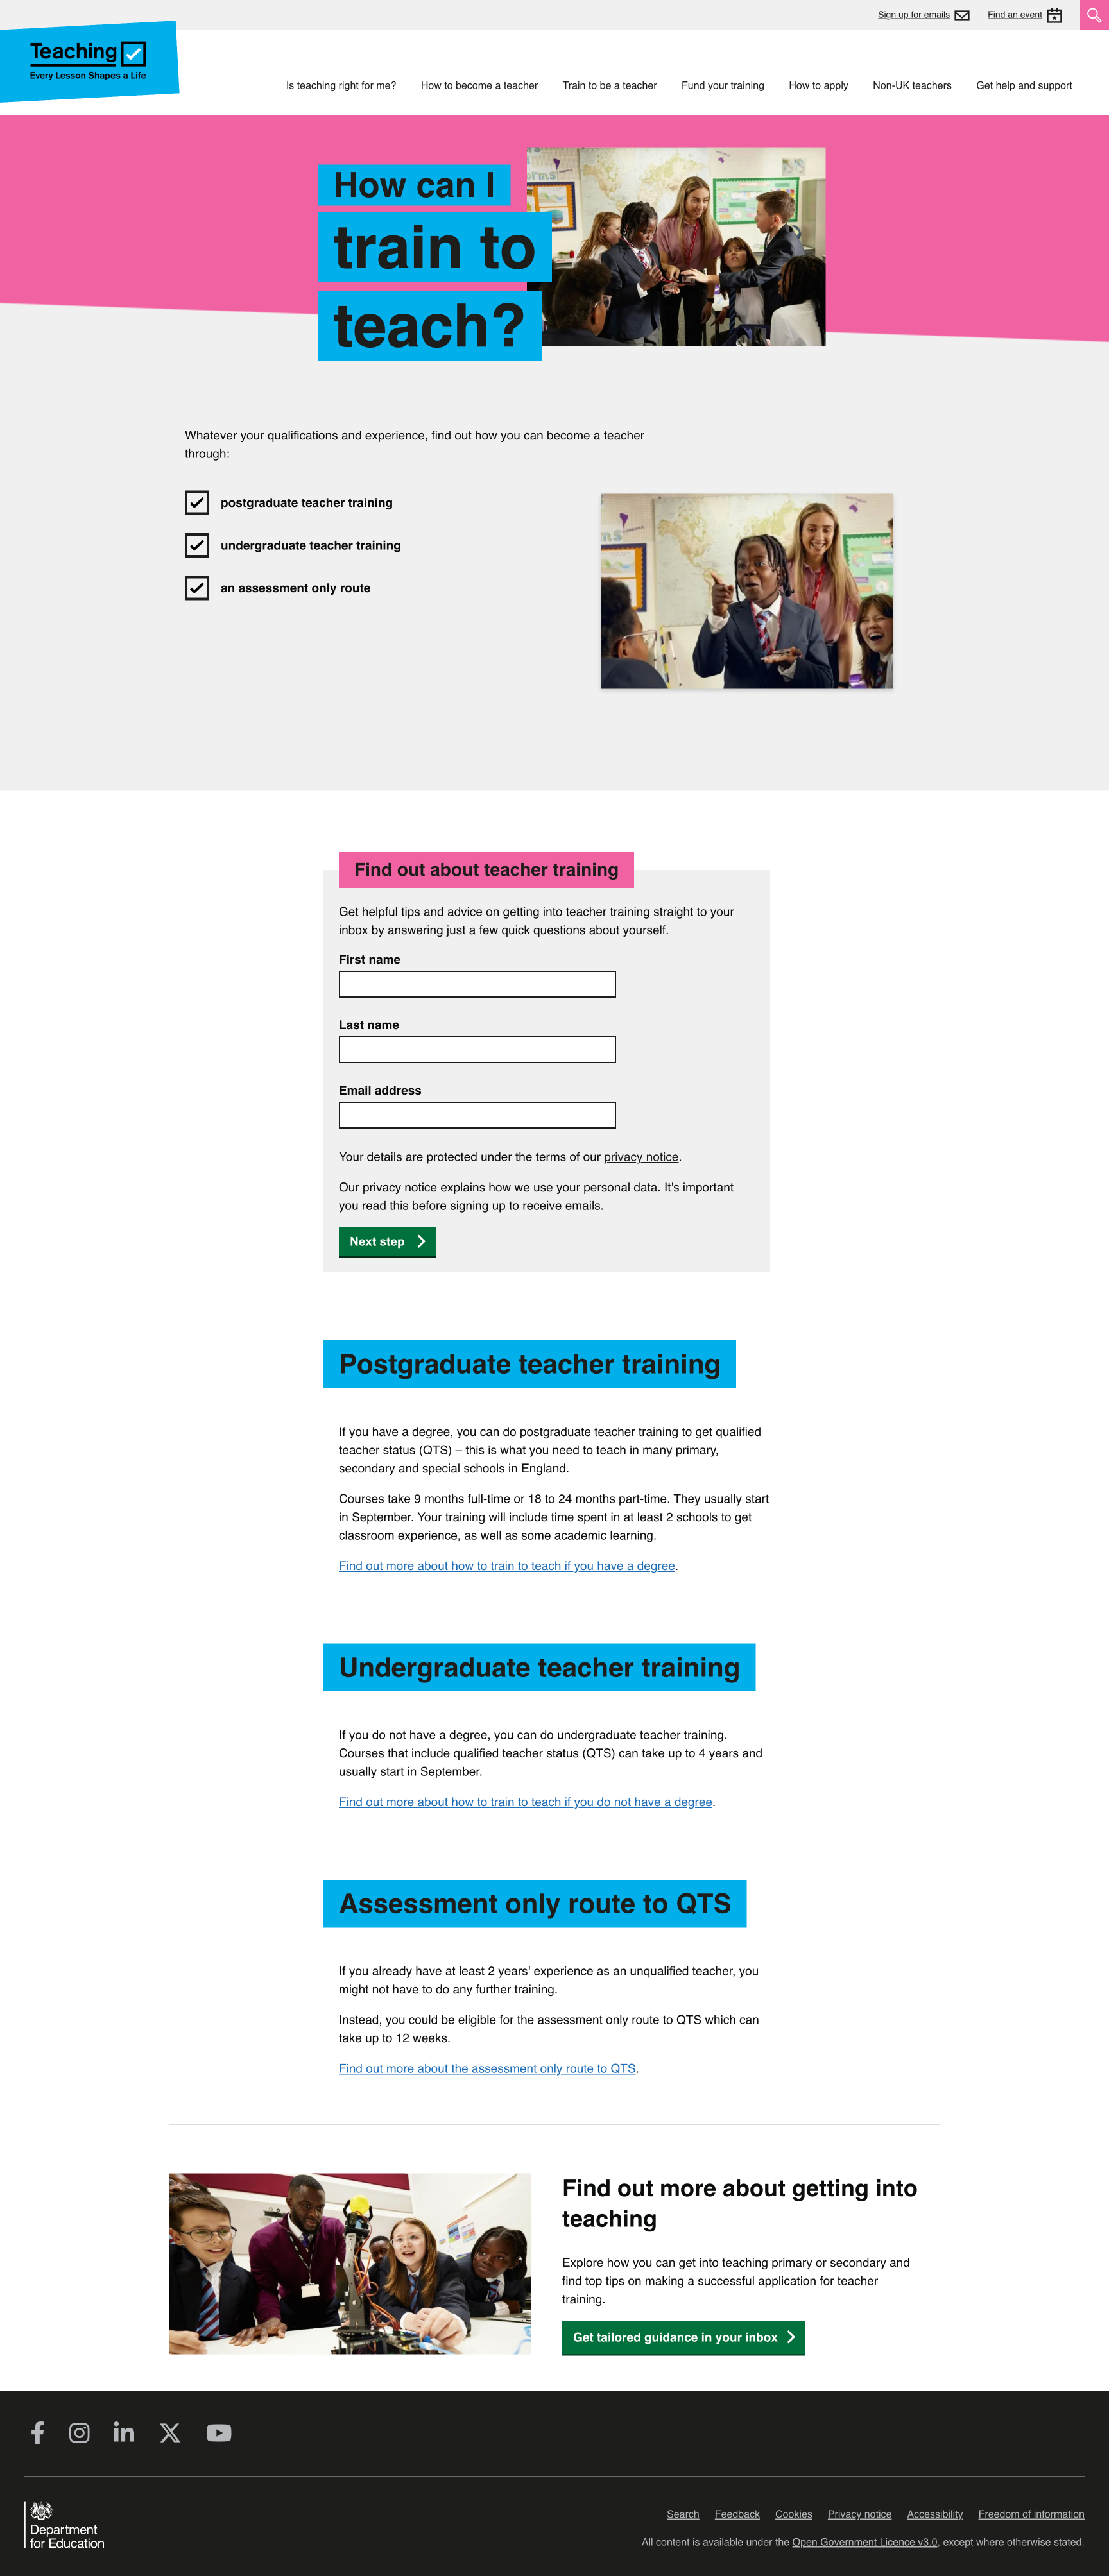 Sign up for emails
Find an event
Teaching
Every Lesson Shapes a Life
Is teaching right for me?
How to become a teacher
Train to be a teacher
Fund your training
How to apply
Non-UK teachers
Get help and support
How can I
train to
teach?
Whatever your qualifications and experience, find out how you can become a teacher
through:
postgraduate teacher training
undergraduate teacher training
an assessment only route
Find out about teacher training
Get helpful tips and advice on getting into teacher training straight to your
inbox by answering just a few quick questions about yourself.
First name
Last name
Email address
Your details are protected under the terms of our privacy notice.
Our privacy notice explains how we use your personal data. It's important
you read this before signing up to receive emails.
Next step
Postgraduate teacher training
If you have a degree, you can do postgraduate teacher training to get qualified
teacher status (QTS) – this is what you need to teach in many primary,
secondary and special schools in England.
Courses take 9 months full-time or 18 to 24 months part-time. They usually start
in September. Your training will include time spent in at least 2 schools to get
classroom experience, as well as some academic learning.
Find out more about how to train to teach if you have a degree.
Undergraduate teacher training
If you do not have a degree, you can do undergraduate teacher training.
Courses that include qualified teacher status (QTS) can take up to 4 years and
usually start in September.
Find out more about how to train to teach if you do not have a degree.
Assessment only route to QTS
If you already have at least 2 years' experience as an unqualified teacher, you
might not have to do any further training.
Instead, you could be eligible for the assessment only route to QTS which can
take up to 12 weeks.
Find out more about the assessment only route to QTS.
Find out more about getting into
teaching
Explore how you can get into teaching primary or secondary and
find top tips on making a successful application for teacher
training.
Get tailored guidance in your inbox
Department
for Education
Search
Feedback
Cookies
Privacy notice
Accessibility
Freedom of information
All content is available under the Open Government Licence v3.0, except where otherwise stated.